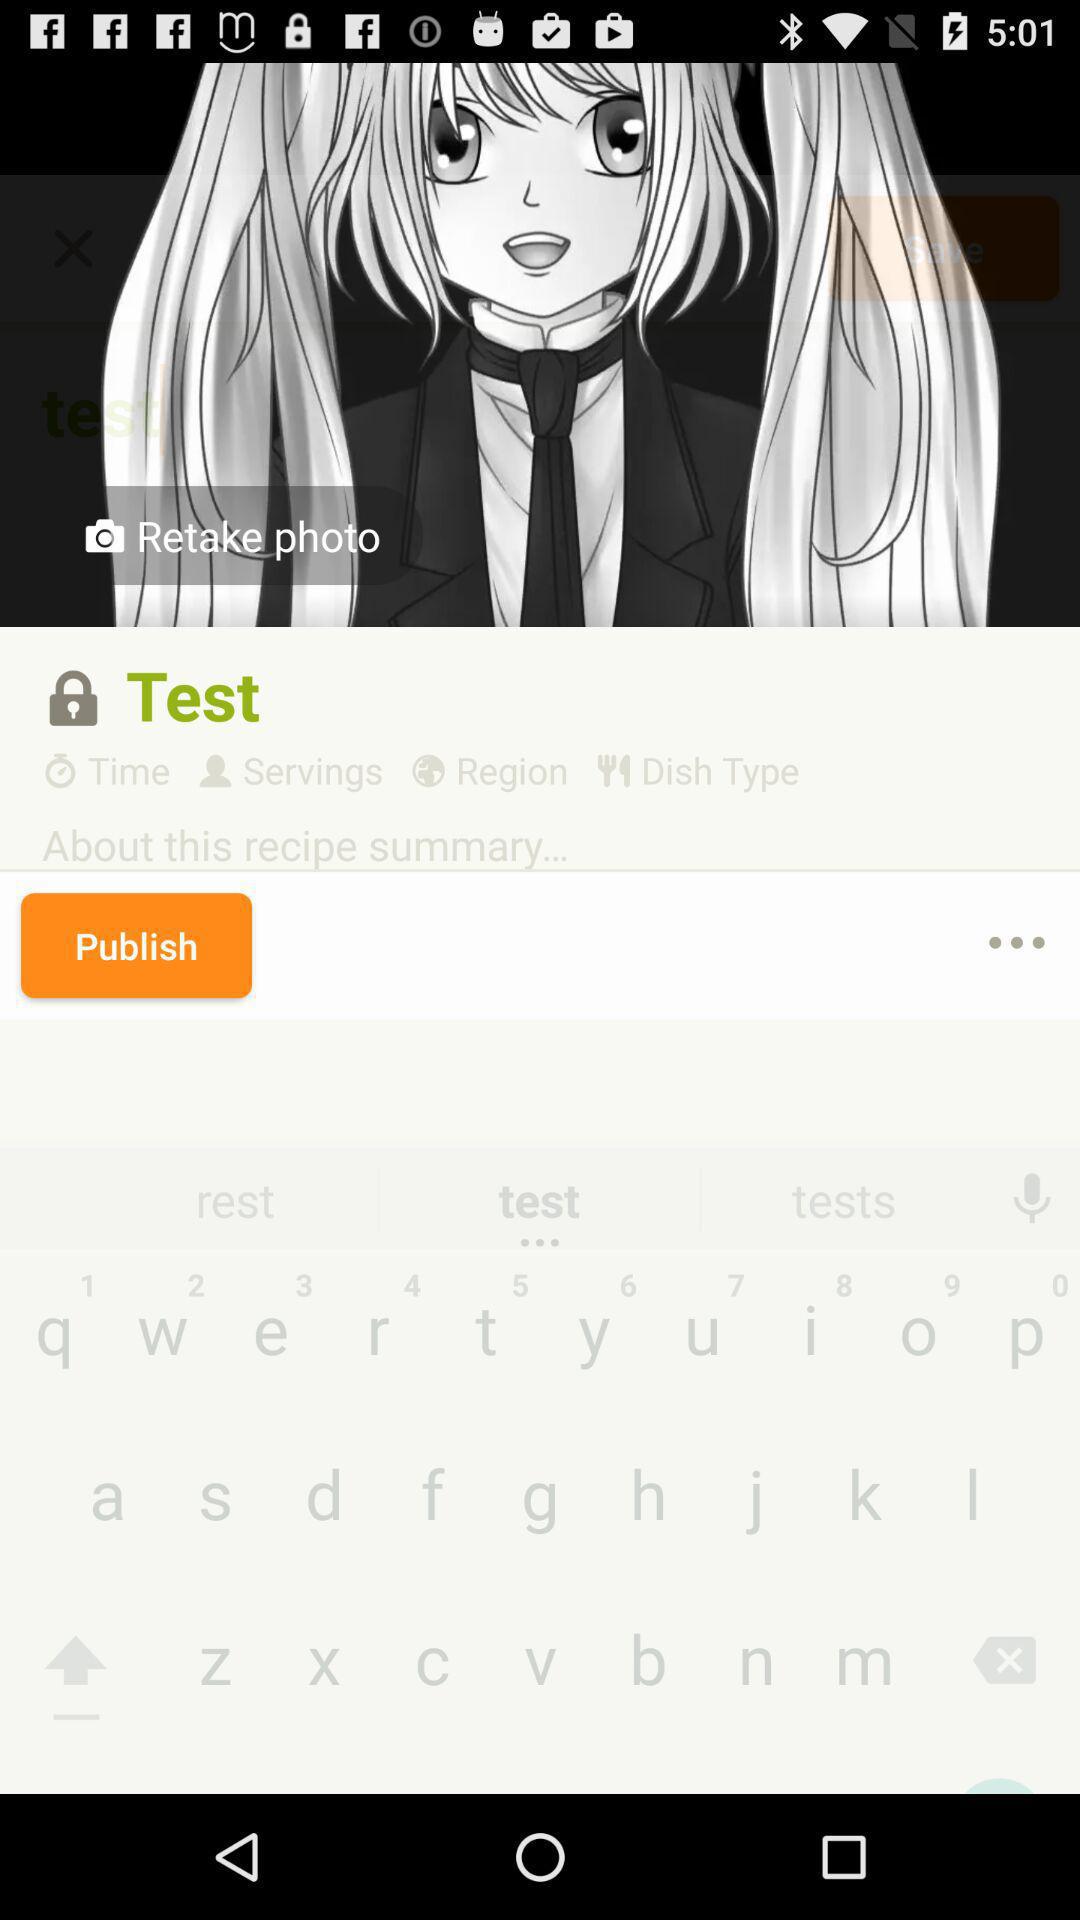 5:01
Save
test
Retake photo
Test
Time Servings Region Dish Type
About this recipe summary...
Publish
rest test tests
1 2 3 4 5 6 7 8 9 0
q w e r t y u i o p
a s d f g h j k l
z x c v b n m